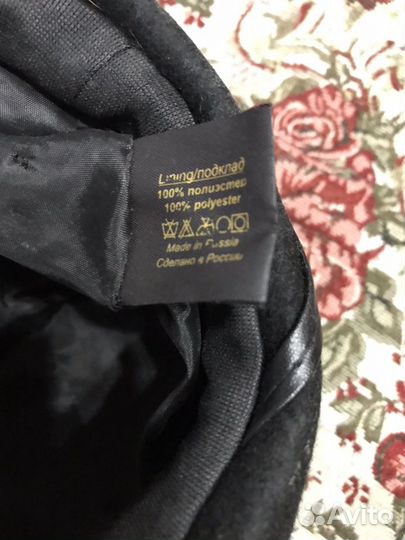 Lining/подклад
100% полиэстер
100% polyester
Made in Russia
Сделано в России
Avito